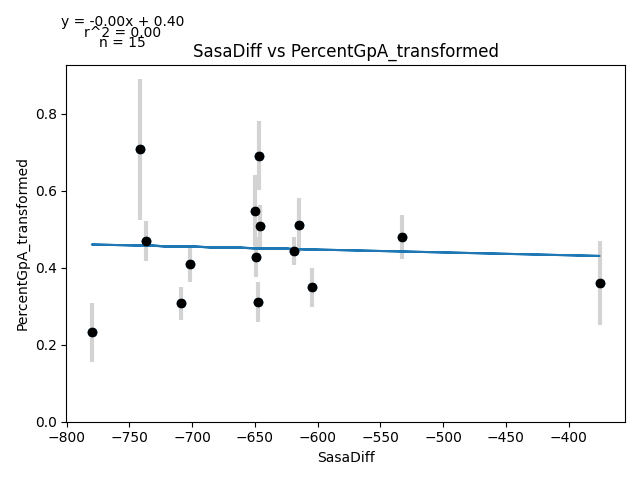 y = -0.00x + 0.40
r^2 = 0.00
n = 15
SasaDiff vs PercentGpA_transformed
PercentGpA_transformed
0.8
0.6
0.4
0.2
0.0
−800 −750 −700 −650 −600 −550 −500 −450 −400
SasaDiff